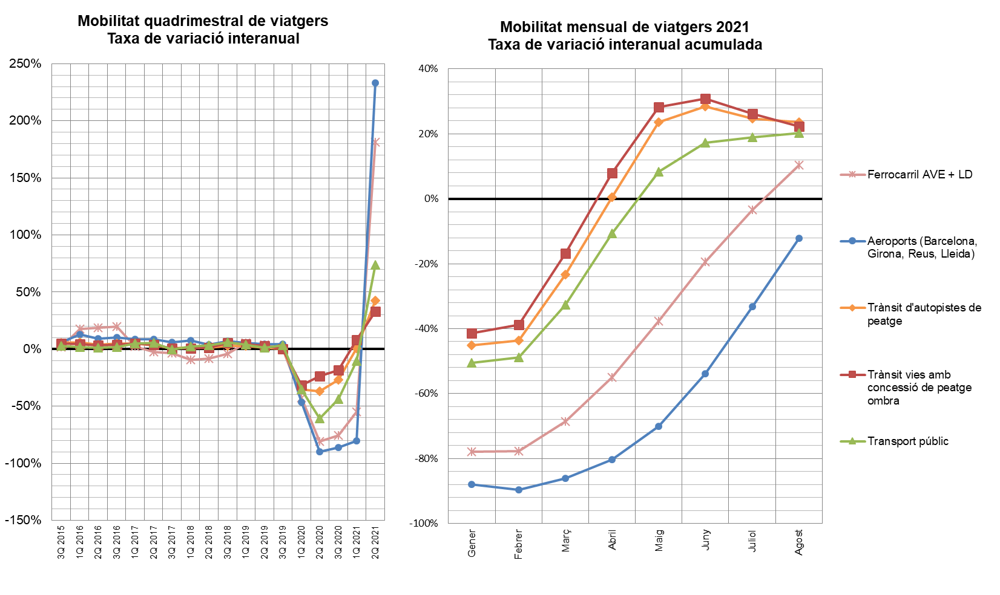 Mobilitat quadrimestral de viatgers
Taxa de variació interanual
250%
200%
150%
100%
50%
0%
-50%
-100%
-150%
3Q 2015
1Q 2016
2Q 2016
3Q 2016
1Q 2017
2Q 2017
3Q 2017
1Q 2018
2Q 2018
3Q 2018
1Q 2019
2Q 2019
3Q 2019
1Q 2020
2Q 2020
3Q 2020
1Q 2021
2Q 2021
Mobilitat mensual de viatgers 2021
Taxa de variació interanual acumulada
40%
20%
0%
-20%
-40%
-60%
-80%
-100%
Gener
Febrer
Març
Abril
Maig
Juny
Juliol
Agost
Ferrocarril AVE + LD
Aeroports (Barcelona,
Girona, Reus, Lleida)
Trànsit d'autopistes de
peatge
Trànsit vies amb
concessió de peatge
ombra
Transport públic